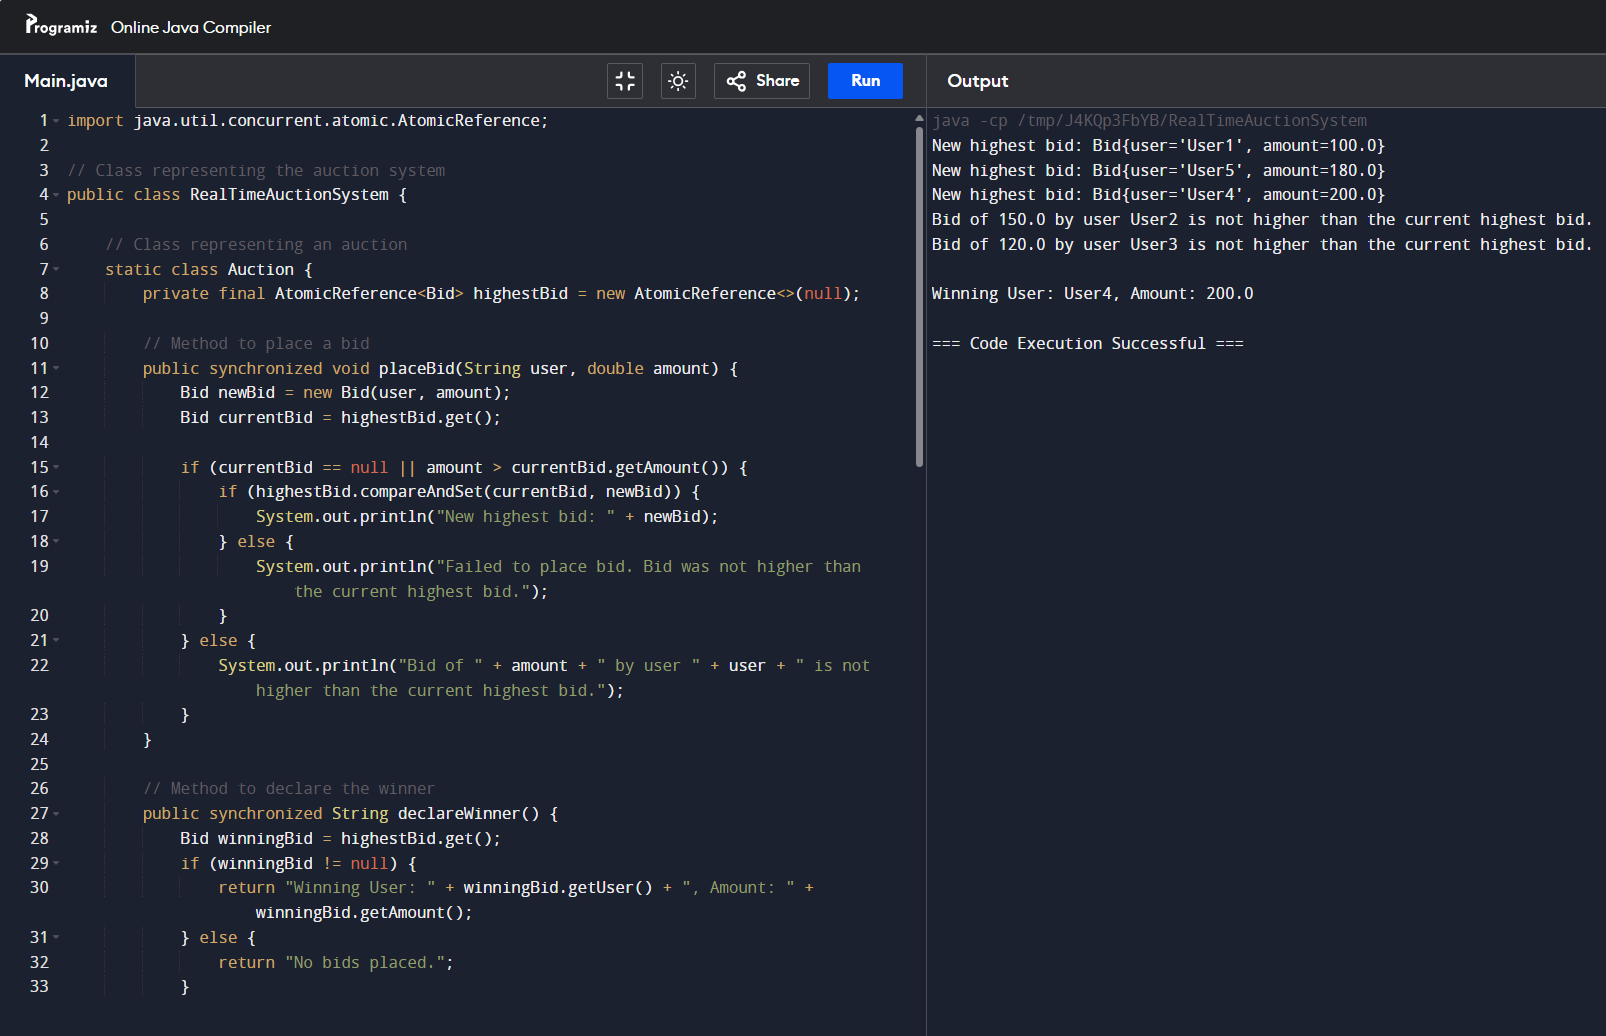 Programiz Online Java Compiler
Main.java
Share
Run
Output
1 import java.util.concurrent.atomic.AtomicReference;
2
3 // Class representing the auction system
4 public class RealTimeAuctionSystem {
5
6     // Class representing an auction
7     static class Auction {
8         private final AtomicReference<Bid> highestBid = new AtomicReference<>(null);
9
10         // Method to place a bid
11         public synchronized void placeBid(String user, double amount) {
12             Bid newBid = new Bid(user, amount);
13             Bid currentBid = highestBid.get();
14
15             if (currentBid == null || amount > currentBid.getAmount()) {
16                 if (highestBid.compareAndSet(currentBid, newBid)) {
17                     System.out.println("New highest bid: " + newBid);
18                 } else {
19                     System.out.println("Failed to place bid. Bid was not higher than
the current highest bid.");
20                 }
21             } else {
22                 System.out.println("Bid of " + amount + " by user " + user + " is not
higher than the current highest bid.");
23             }
24         }
25
26         // Method to declare the winner
27         public synchronized String declareWinner() {
28             Bid winningBid = highestBid.get();
29             if (winningBid != null) {
30                 return "Winning User: " + winningBid.getUser() + ", Amount: " +
winningBid.getAmount();
31             } else {
32                 return "No bids placed.";
33             }
java -cp /tmp/J4KQp3FbYB/RealTimeAuctionSystem
New highest bid: Bid{user='User1', amount=100.0}
New highest bid: Bid{user='User5', amount=180.0}
New highest bid: Bid{user='User4', amount=200.0}
Bid of 150.0 by user User2 is not higher than the current highest bid.
Bid of 120.0 by user User3 is not higher than the current highest bid.

Winning User: User4, Amount: 200.0

=== Code Execution Successful ===